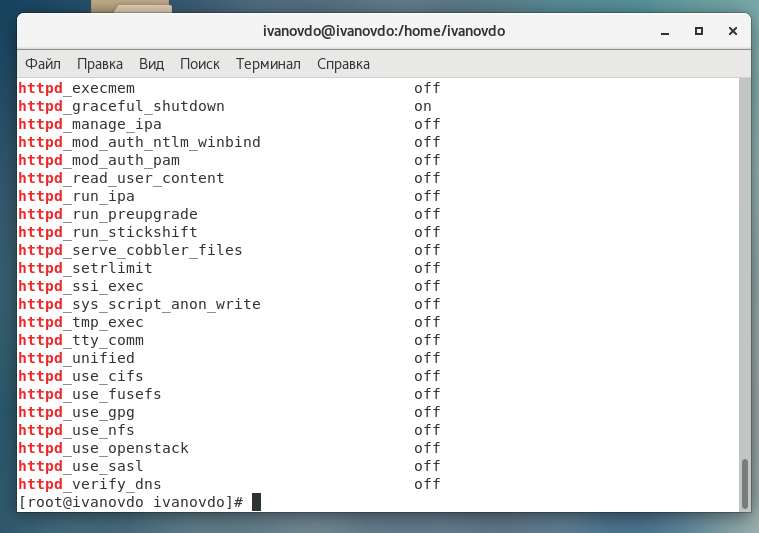 ivanovdo@ivanovdo:/home/ivanovdo
Файл Правка Вид Поиск Терминал Справка
httpd_execmem off
httpd_graceful_shutdown on
httpd_manage_ipa off
httpd_mod_auth_ntlm_winbind off
httpd_mod_auth_pam off
httpd_read_user_content off
httpd_run_ipa off
httpd_run_preupgrade off
httpd_run_stickshift off
httpd_serve_cobbler_files off
httpd_setrlimit off
httpd_ssi_exec off
httpd_sys_script_anon_write off
httpd_tmp_exec off
httpd_tty_comm off
httpd_unified off
httpd_use_cifs off
httpd_use_fusefs off
httpd_use_gpg off
httpd_use_nfs off
httpd_use_openstack off
httpd_use_sasl off
httpd_verify_dns off
[root@ivanovdo ivanovdo]#